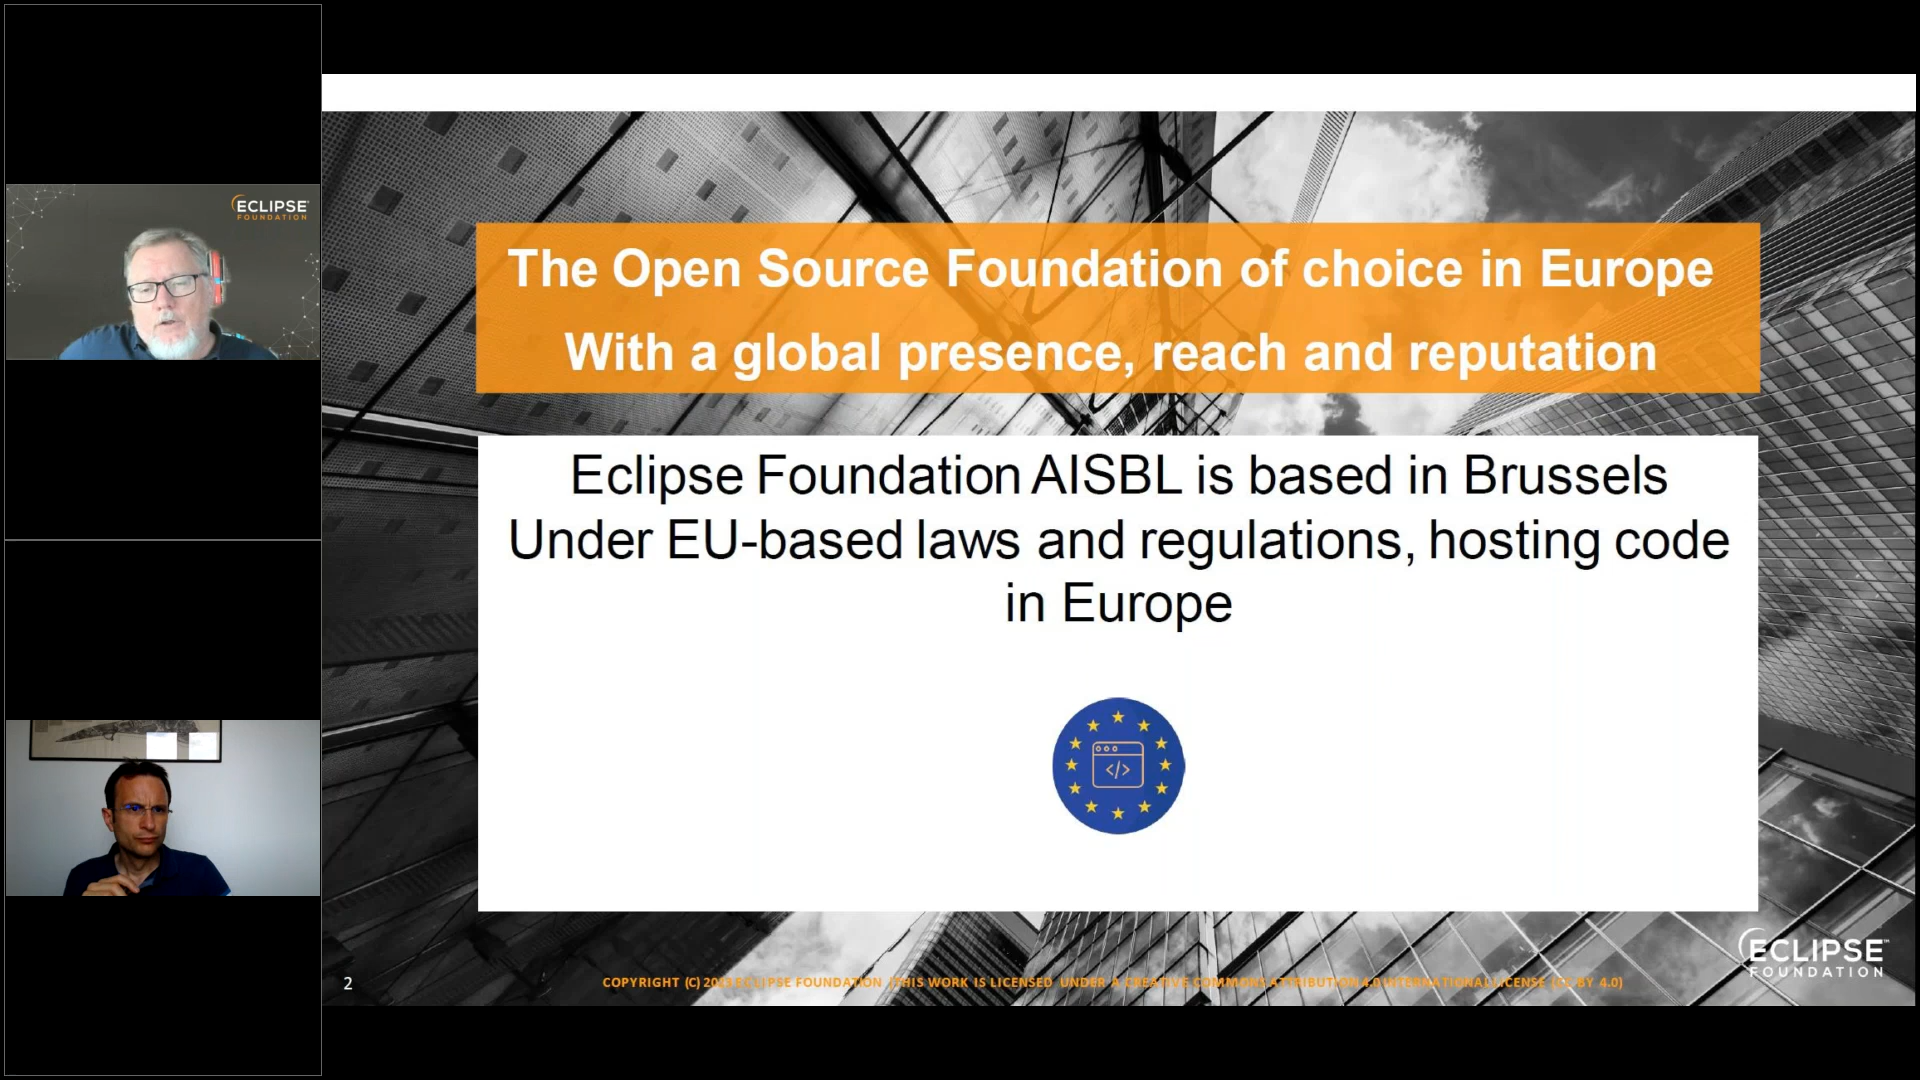 ECLIPSE
FOUNDATION
The Open Source Foundation of choice in Europe
With a global presence, reach and reputation
Eclipse Foundation AISBL is based in Brussels
Under EU-based laws and regulations, hosting code
in Europe
</>
2
COPYRIGHT (C) ECLIPSE FOUNDATION | THIS WORK IS LICENSED UNDER A CREATIVE COMMONS ATTRIBUTION 4.0 INTERNATIONAL LICENSE (CC BY 4.0)
ECLIPSE™
FOUNDATION